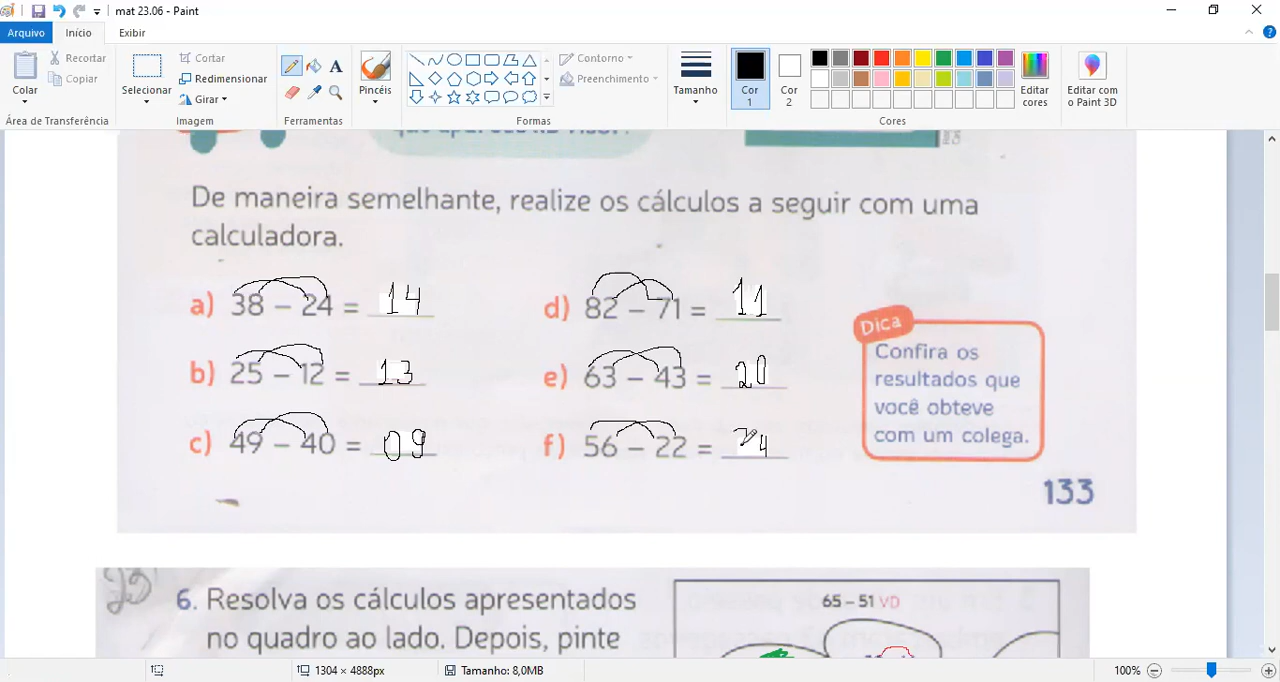 mat 23.06 - Paint
Arquivo Início Exibir
Colar
Recortar
Copiar
Área de Transferência
Selecionar
Cortar
Redimensionar
Girar
Imagem
A
Ferramentas
Pincéis
Contorno
Preenchimento
Formas
Tamanho
Cor 1
Cor 2
Cores
Editar cores
Editar com o Paint 3D
De maneira semelhante, realize os cálculos a seguir com uma
calculadora.
a) 38 – 24 = 14
b) 25 – 12 = 13
c) 49 – 40 = 09
d) 82 – 71 = 11
e) 63 – 43 = 20
f) 56 – 22 =
Dica
Confira os
resultados que
você obteve
com um colega.
133
6. Resolva os cálculos apresentados
no quadro ao lado. Depois, pinte
65 – 51 VD
1304 × 4888px
Tamanho: 8,0MB
100%